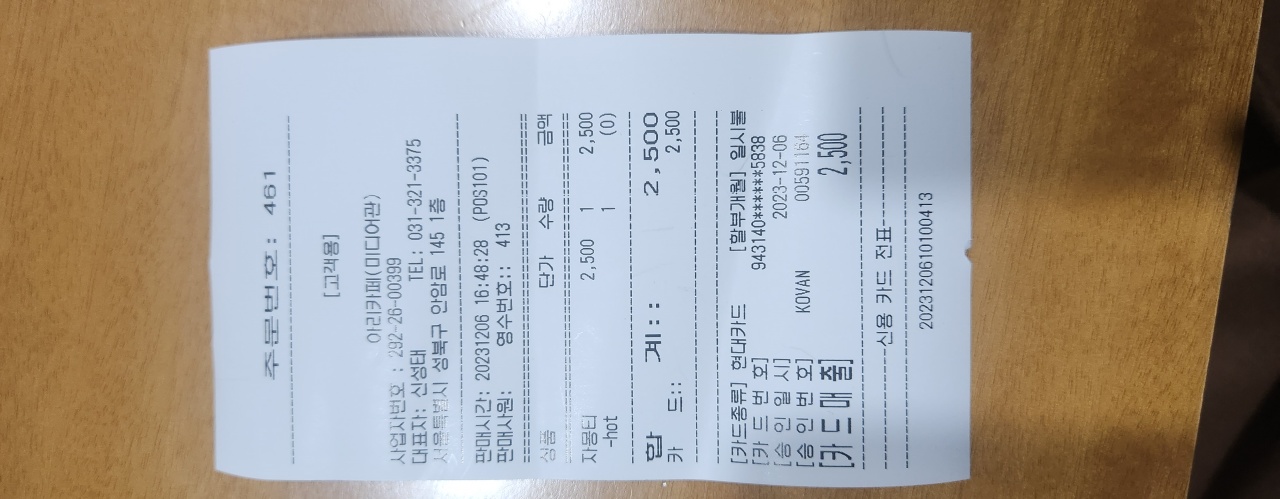 주문번호: 461
[고객용]
아리카페(미디어관)
사업자번호 : 292-26-00399
대표자: 신성태 TEL: 031-321-3375
서울특별시 성북구 안암로 145 1층
판매시간: 20231206 16:48:28 (POS101)
판매사원: 영수번호:: 413
상품 단가 수량 금액
자몽티 2,500 1 2,500
-hot 1 (0)
합 계:: 2,500
카 드:: 2,500
[카드종류] 현대카드 [할부개월] 일시불
[카 드 번 호] 943140******5838
[승 인 일 시] 2023-12-06
[승 인 번 호] KOVAN 00591164
[카드매출] 2,500
-----------------신용 카드 전표-----------------
2023120610100413